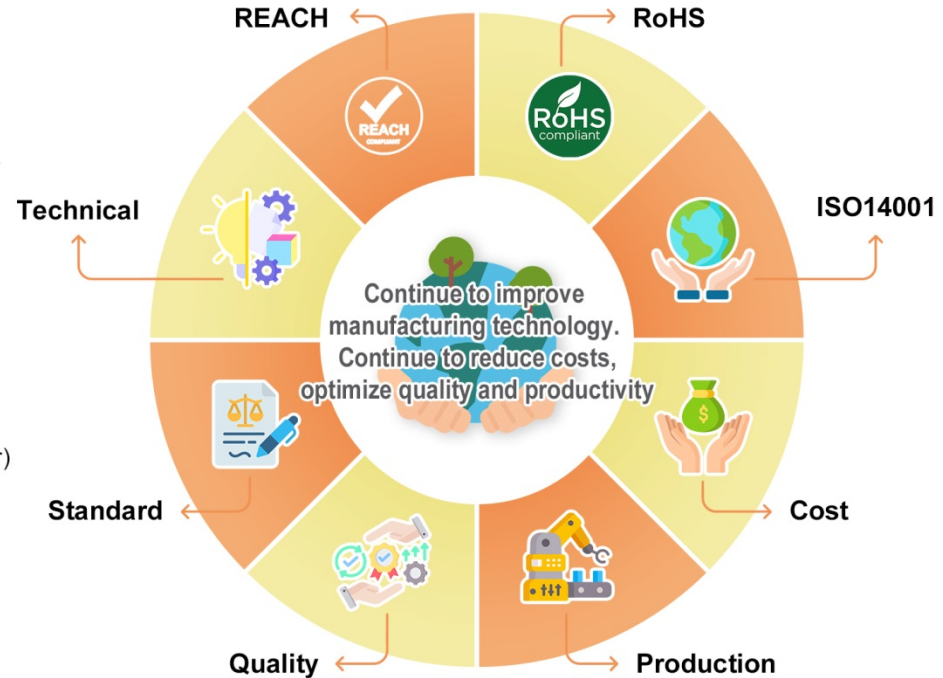 REACH
RoHS
REACH
COMPLIANT
RoHS
compliant
Technical
ISO14001
Continue to improve
manufacturing technology.
Continue to reduce costs,
optimize quality and productivity
$
r)
Standard
Cost
Quality
Production